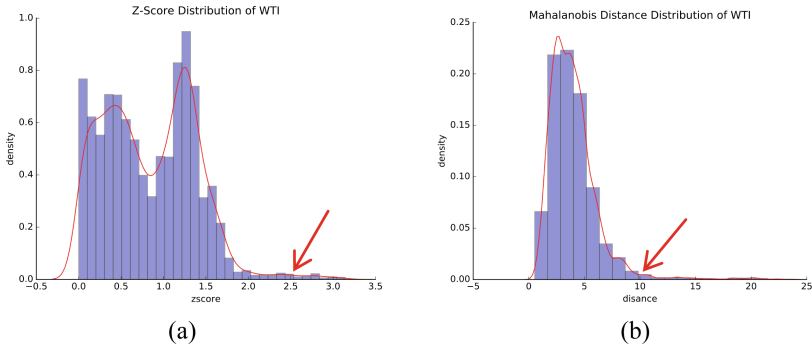 Z-Score Distribution of WTI
1.0
0.8
0.6
0.4
0.2
0.0
density
−0.5 0.0 0.5 1.0 1.5 2.0 2.5 3.0 3.5
zscore
(a)
Mahalanobis Distance Distribution of WTI
0.25
0.20
0.15
0.10
0.05
0.00
density
−5 0 5 10 15 20 25
disance
(b)